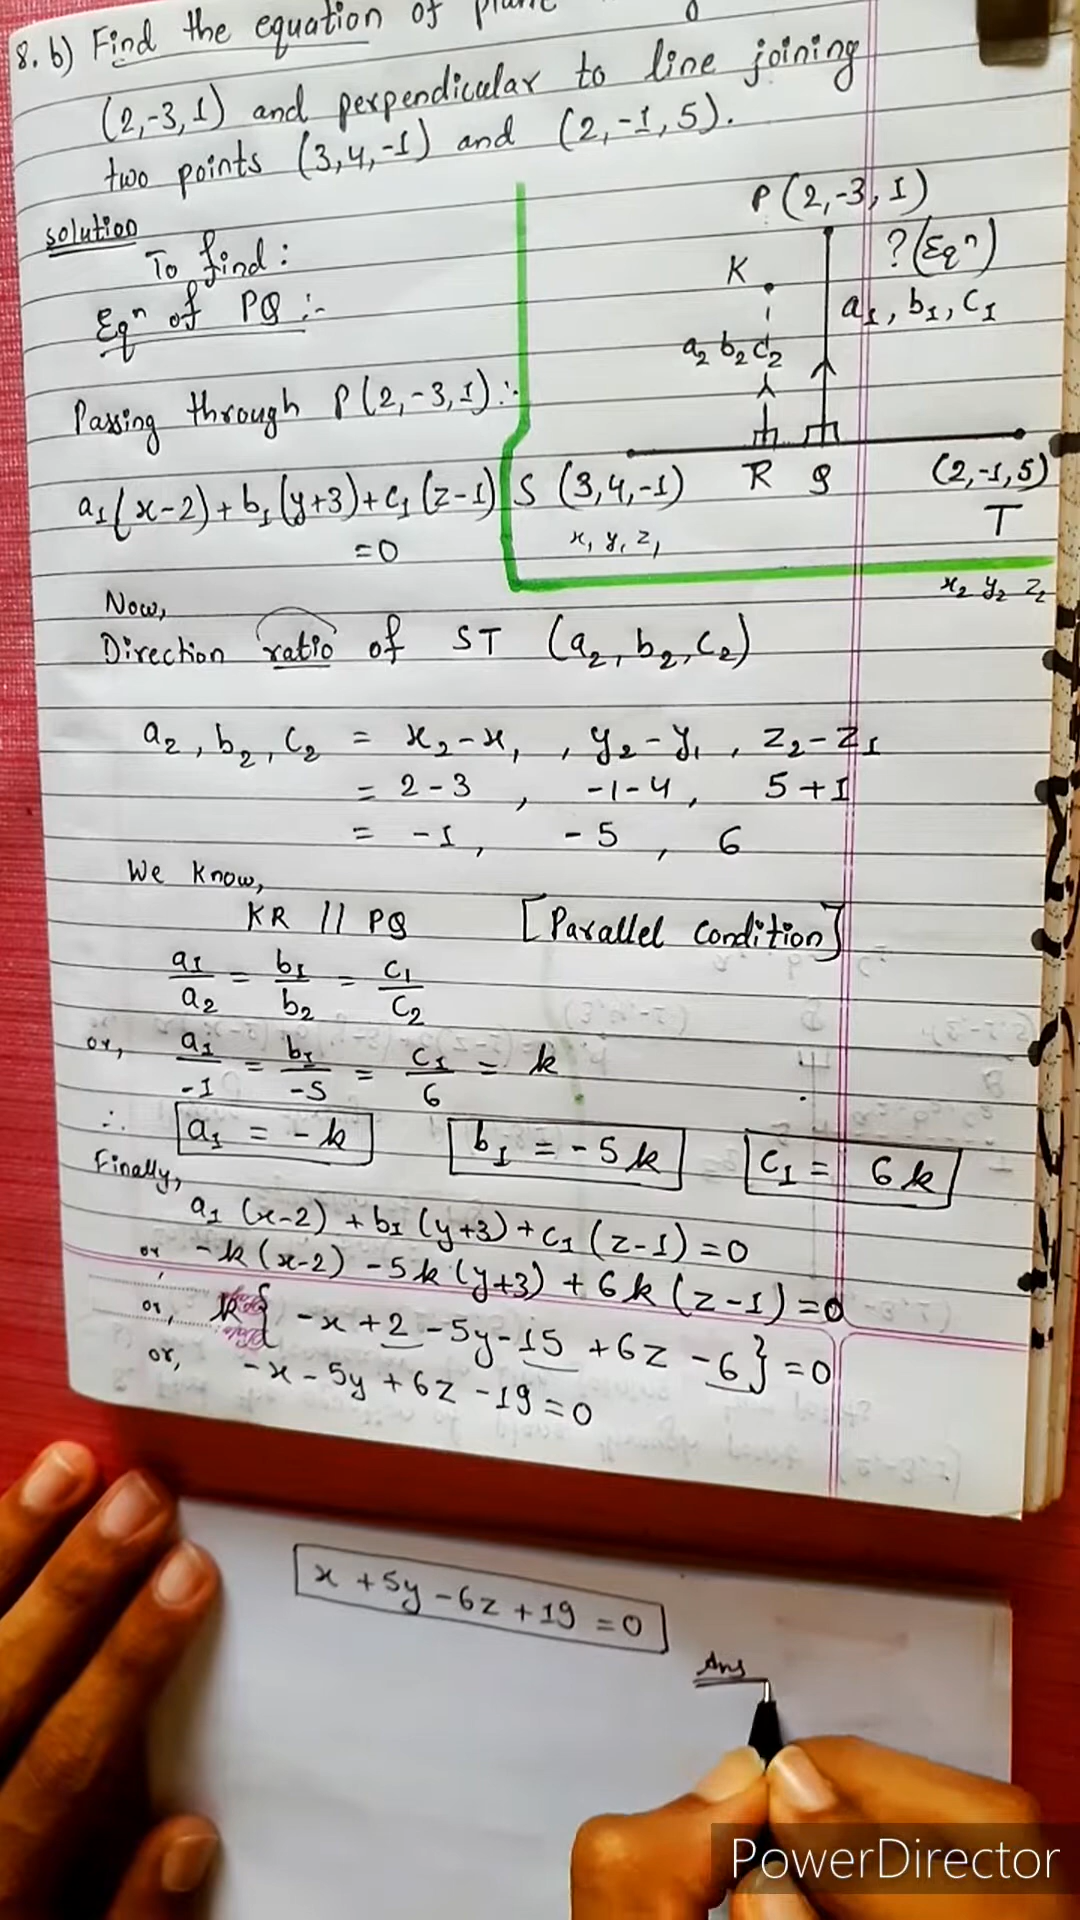 8. b) Find the equation of plane
(2,-3,1) and perpendicular to line joining
two points (3,4,-1) and (2,-1,5).
solution
To find :
Eqⁿ of PQ :-
Passing through P(2,-3,1) :-
a₁(x-2)+b₁(y+3)+c₁(z-1)
=0
P(2,-3,1)
K
?(Eqⁿ)
a₁, b₁, c₁
a₂ b₂ c₂
S (3,4,-1) R Q (2,-1,5)
x₁ y₁ z₁ T
x₂ y₂ z₂
Now,
Direction ratio of ST (a₂, b₂, c₂)
a₂, b₂, c₂ = x₂-x₁, y₂-y₁, z₂-z₁
= 2-3, -1-4, 5+1
= -1, -5, 6
We know,
KR // PQ [Parallel condition]
a₁/a₂ = b₁/b₂ = c₁/c₂
or, a₁/-1 = b₁/-5 = c₁/6 = k
∴ a₁ = -k b₁ = -5k c₁ = 6k
Finally,
a₁(x-2)+b₁(y+3)+c₁(z-1)=0
or, -k(x-2) -5k(y+3) + 6k(z-1)=0
or, k{ -x+2-5y-15+6z-6}=0
or, -x-5y+6z-19=0
x+5y-6z+19=0
Ans
PowerDirector